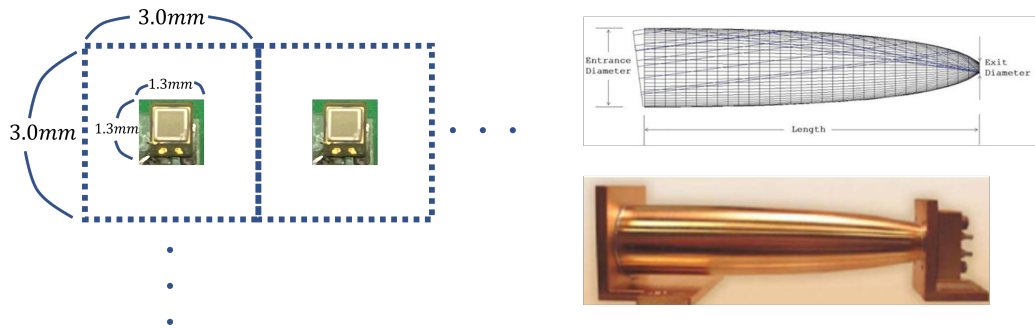 3.0mm
1.3mm
1.3mm
3.0mm
Entrance
Diameter
Exit
Diameter
Length